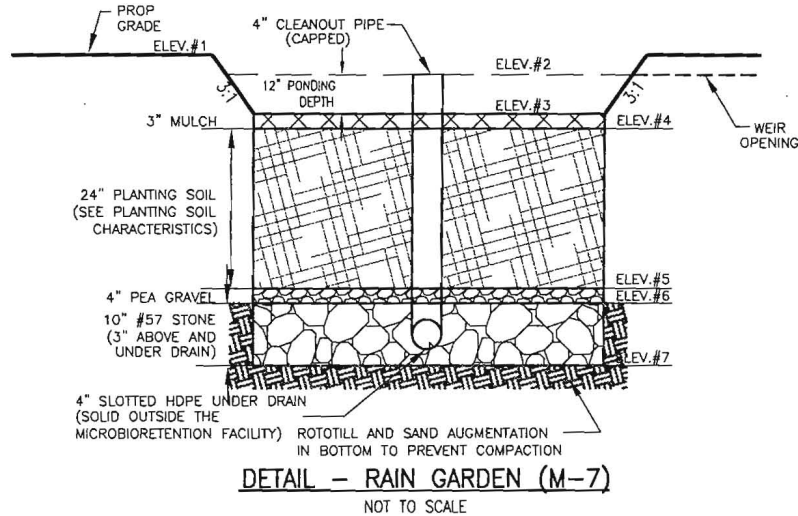 PROP
GRADE
ELEV.#1
4" CLEANOUT PIPE
(CAPPED)
ELEV.#2
3:1
12" PONDING
DEPTH
ELEV.#3
3:1
3" MULCH
ELEV.#4
WEIR
OPENING
24" PLANTING SOIL
(SEE PLANTING SOIL
CHARACTERISTICS)
ELEV.#5
4" PEA GRAVEL
ELEV.#6
10" #57 STONE
(3" ABOVE AND
UNDER DRAIN)
ELEV.#7
4" SLOTTED HDPE UNDER DRAIN
(SOLID OUTSIDE THE
MICROBIORETENTION FACILITY)
ROTOTILL AND SAND AUGMENTATION
IN BOTTOM TO PREVENT COMPACTION
DETAIL - RAIN GARDEN (M-7)
NOT TO SCALE